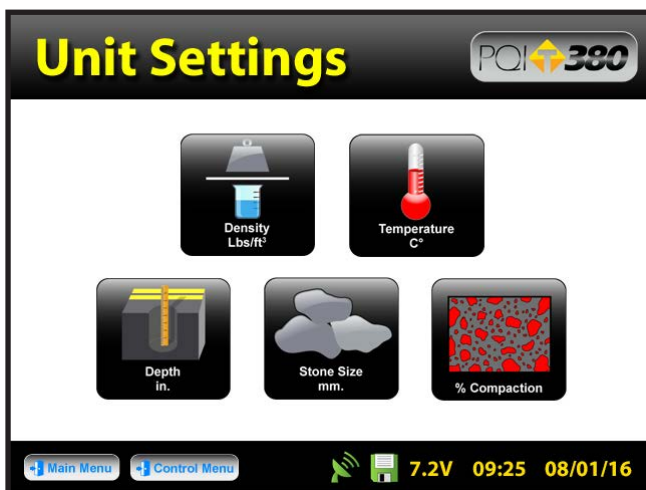 Unit Settings
PQI T 380
Density
Lbs/ft³
Temperature
C°
Depth
in.
Stone Size
mm.
% Compaction
Main Menu
Control Menu
7.2V 09:25 08/01/16